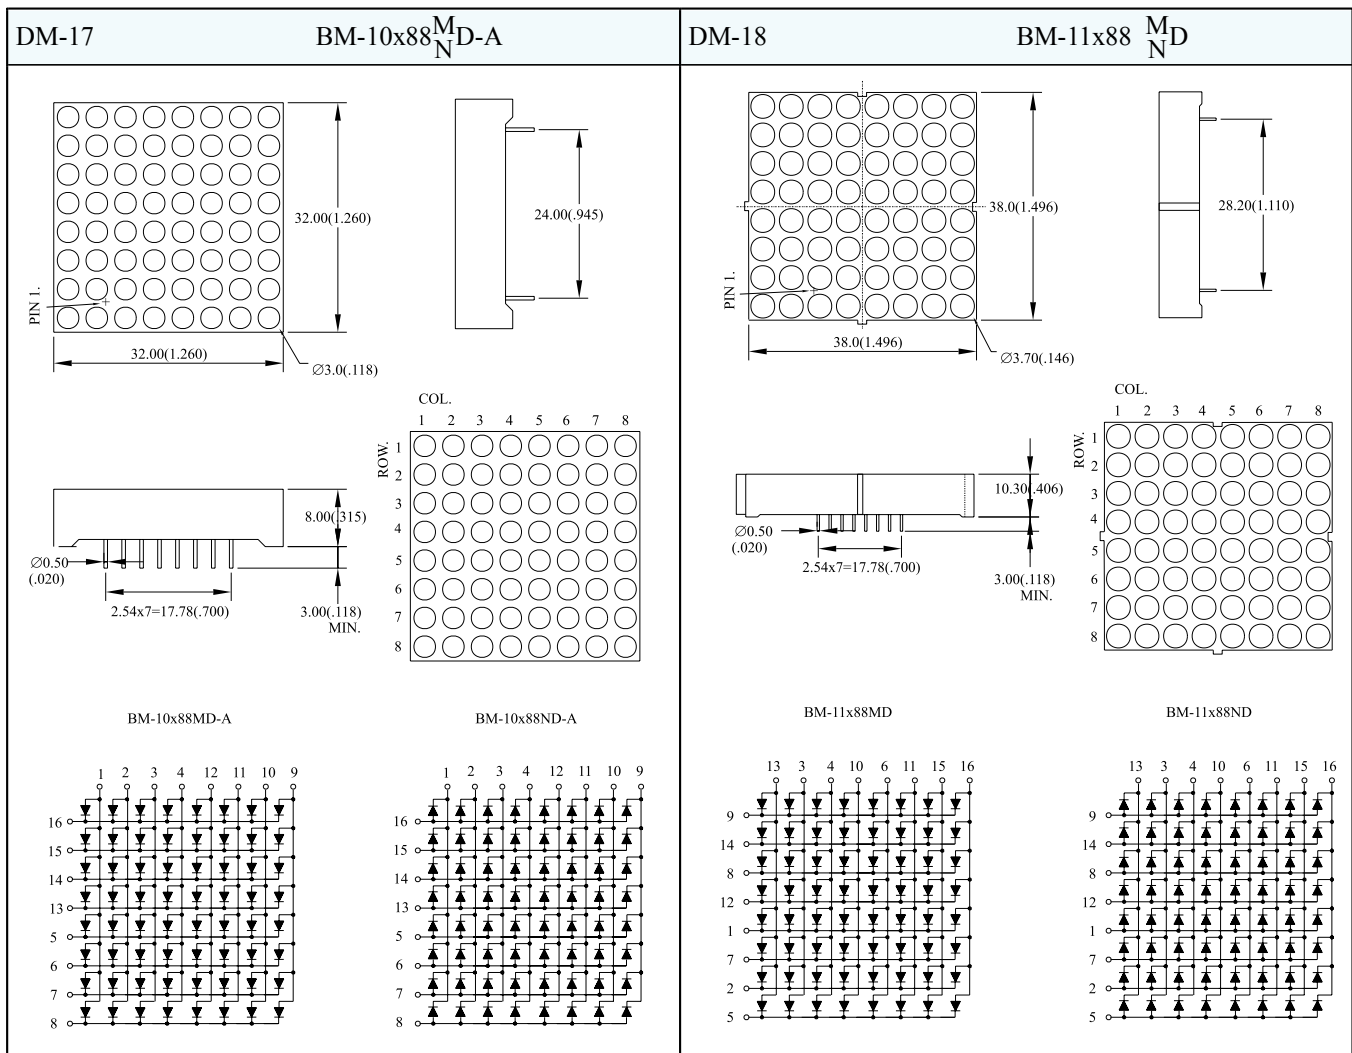 DM-17
BM-10x88M/ND-A
32.00(1.260)
24.00(.945)
PIN 1.
32.00(1.260)
Ø3.0(.118)
COL.
1 2 3 4 5 6 7 8
ROW.
1
2
3
4
5
6
7
8
8.00(.315)
Ø0.50
(.020)
2.54x7=17.78(.700)
3.00(.118)
MIN.
BM-10x88MD-A
1 2 3 4 12 11 10 9
16
15
14
13
5
6
7
8
BM-10x88ND-A
1 2 3 4 12 11 10 9
16
15
14
13
5
6
7
8
DM-18
BM-11x88 M/ND
38.0(1.496)
28.20(1.110)
PIN 1.
38.0(1.496)
Ø3.70(.146)
COL.
1 2 3 4 5 6 7 8
ROW.
1
2
3
4
5
6
7
8
10.30(.406)
Ø0.50
(.020)
2.54x7=17.78(.700)
3.00(.118)
MIN.
BM-11x88MD
13 3 4 10 6 11 15 16
9
14
8
12
1
7
2
5
BM-11x88ND
13 3 4 10 6 11 15 16
9
14
8
12
1
7
2
5